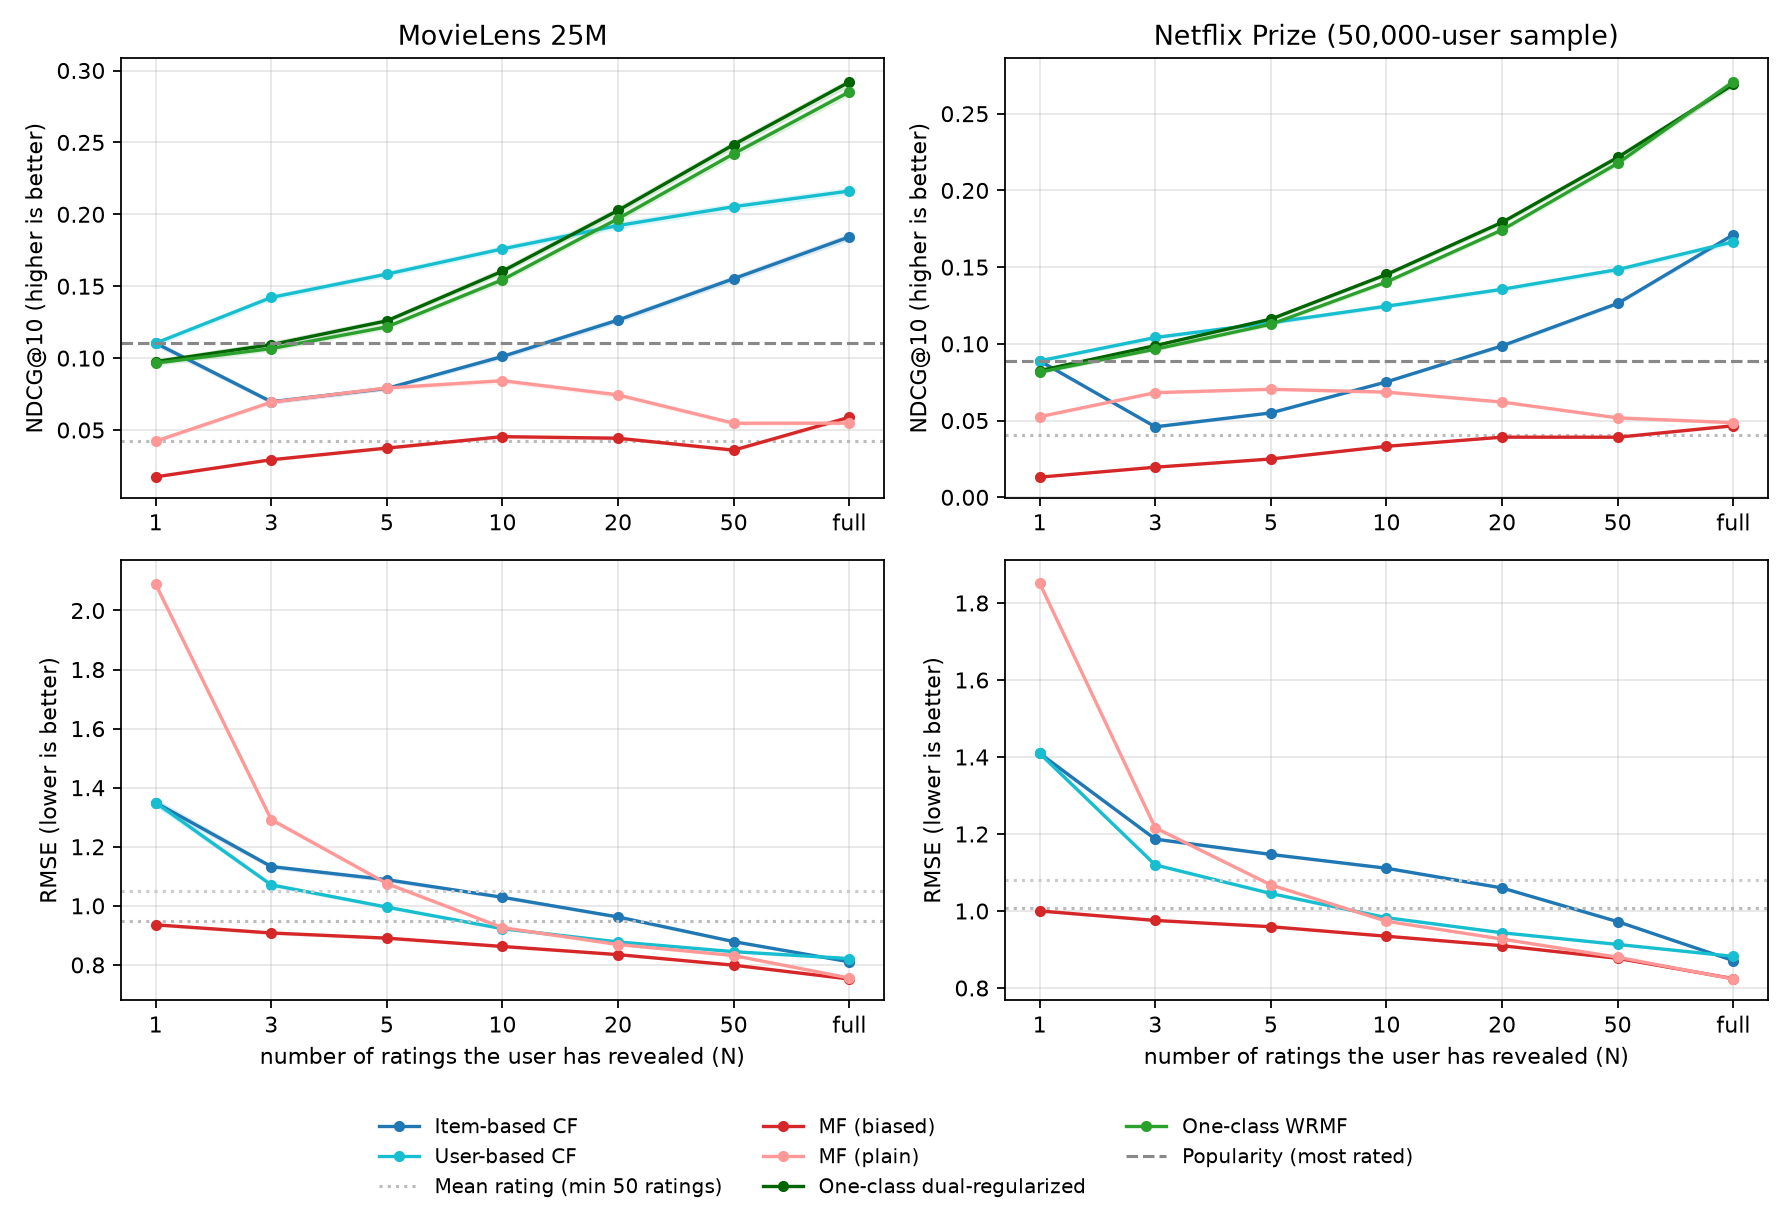 MovieLens 25M
NDCG@10 (higher is better)
0.30
0.25
0.20
0.15
0.10
0.05
1 3 5 10 20 50 full
Netflix Prize (50,000-user sample)
NDCG@10 (higher is better)
0.25
0.20
0.15
0.10
0.05
0.00
1 3 5 10 20 50 full
RMSE (lower is better)
2.0
1.8
1.6
1.4
1.2
1.0
0.8
1 3 5 10 20 50 full
number of ratings the user has revealed (N)
RMSE (lower is better)
1.8
1.6
1.4
1.2
1.0
0.8
1 3 5 10 20 50 full
number of ratings the user has revealed (N)
Item-based CF
User-based CF
Mean rating (min 50 ratings)
MF (biased)
MF (plain)
One-class dual-regularized
One-class WRMF
Popularity (most rated)